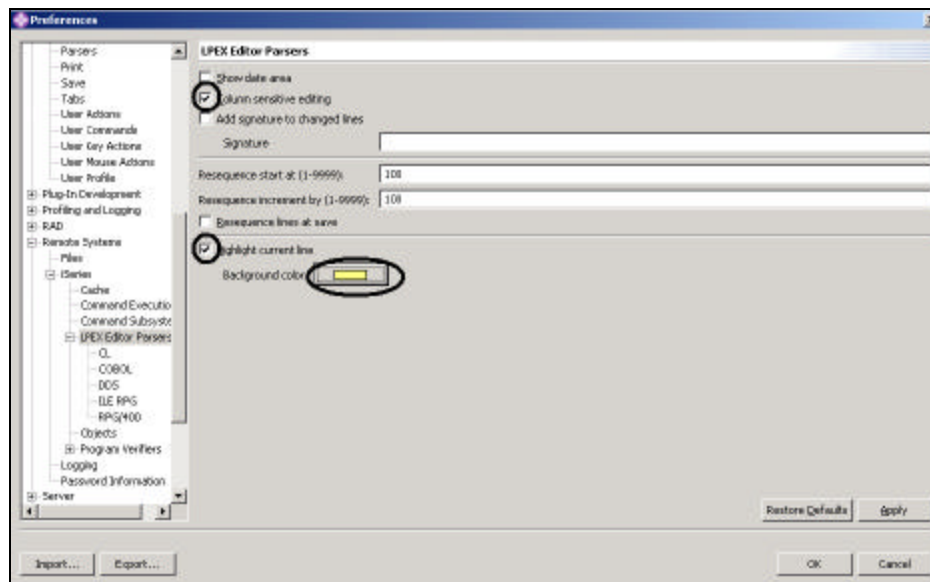 Preferences
Parsers
Print
Save
Tabs
User Actions
User Commands
User Key Actions
User Mouse Actions
User Profile
Plug-In Development
Profiling and Logging
RAD
Remote Systems
Files
iSeries
Cache
Command Executio
Command Subsyste
LPEX Editor Parsers
CL
COBOL
DDS
ILE RPG
RPG/400
Objects
Program Verifiers
Logging
Password Information
Server
LPEX Editor Parsers
Show date area
Column sensitive editing
Add signature to changed lines
Signature
Resequence start at (1-9999): 100
Resequence increment by (1-9999): 100
Resequence lines at save
Highlight current line
Background color:
Restore Defaults Apply
Import... Export... OK Cancel